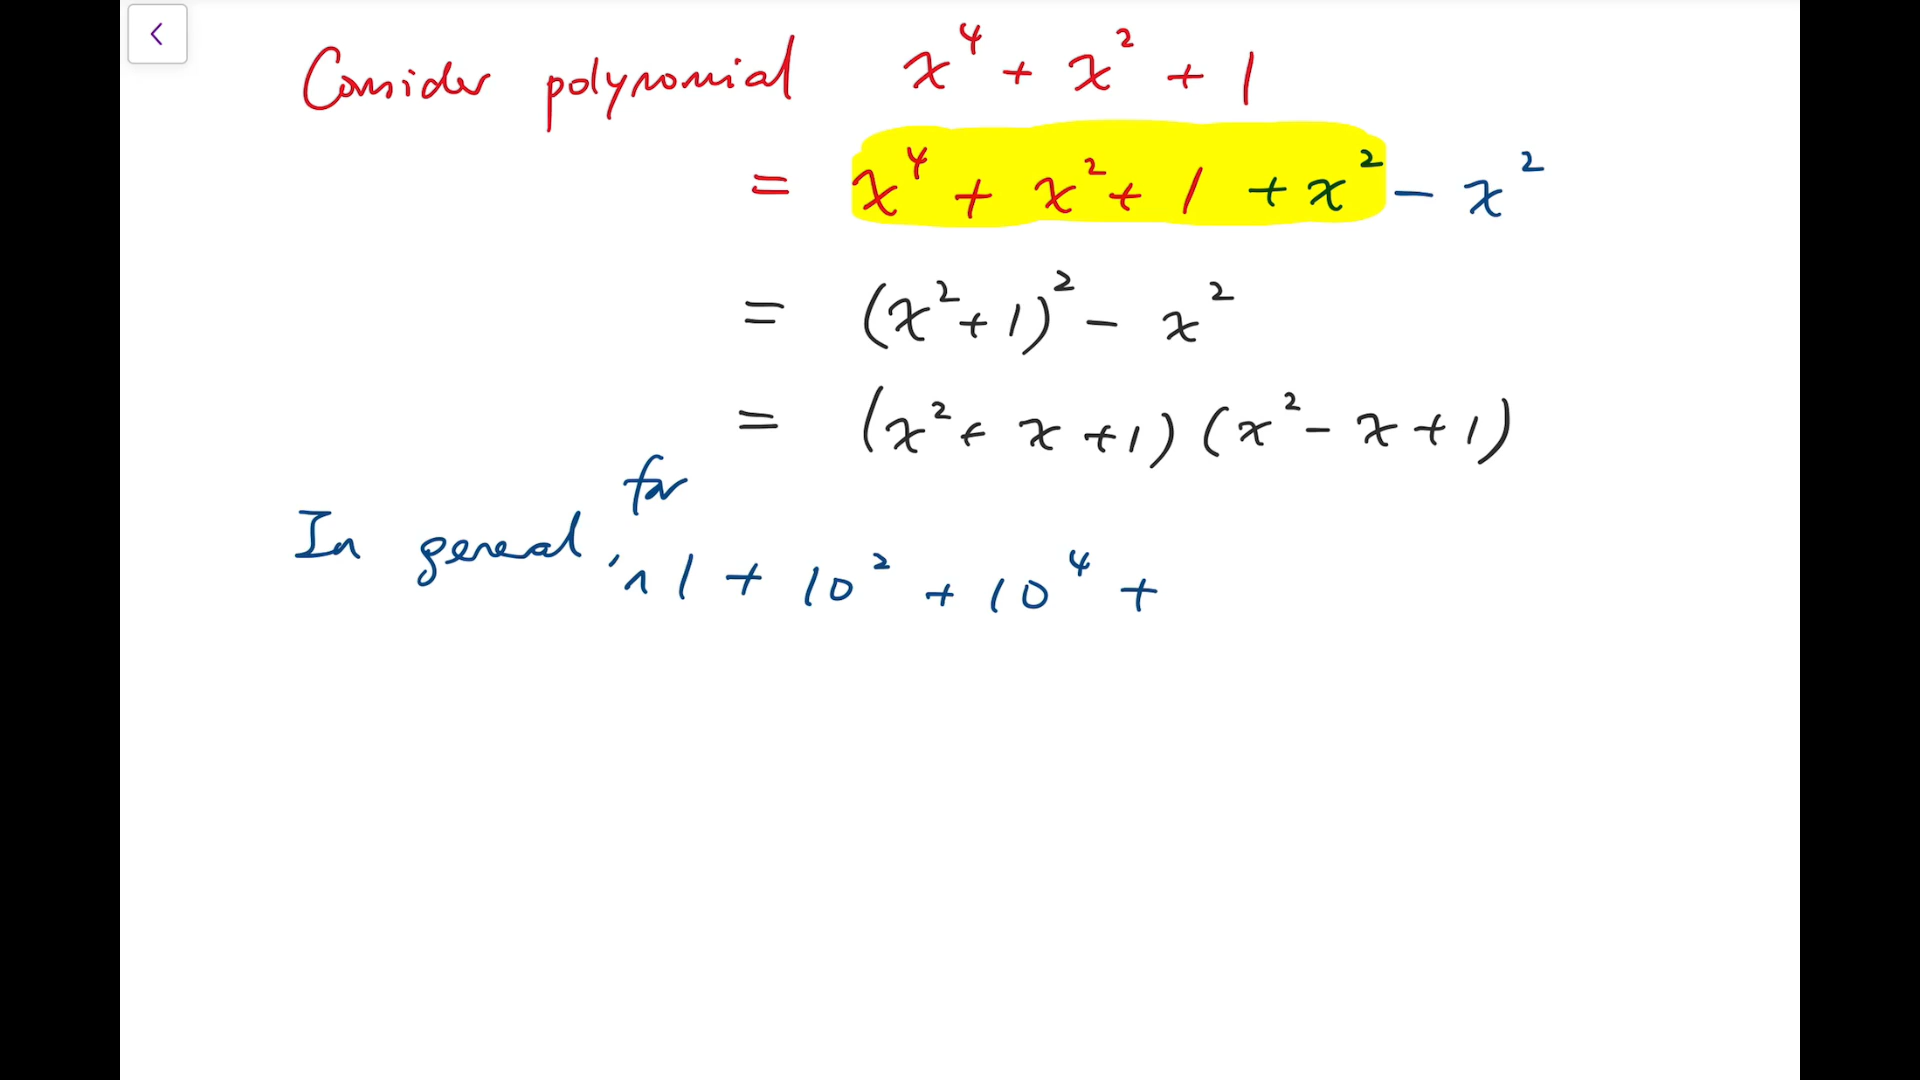 Consider polynomial x⁴ + x² + 1
= x⁴ + x² + 1 + x² - x²
= (x² + 1)² - x²
= (x² + x + 1) (x² - x + 1)
In general, for ^ 1 + 10² + 10⁴ +